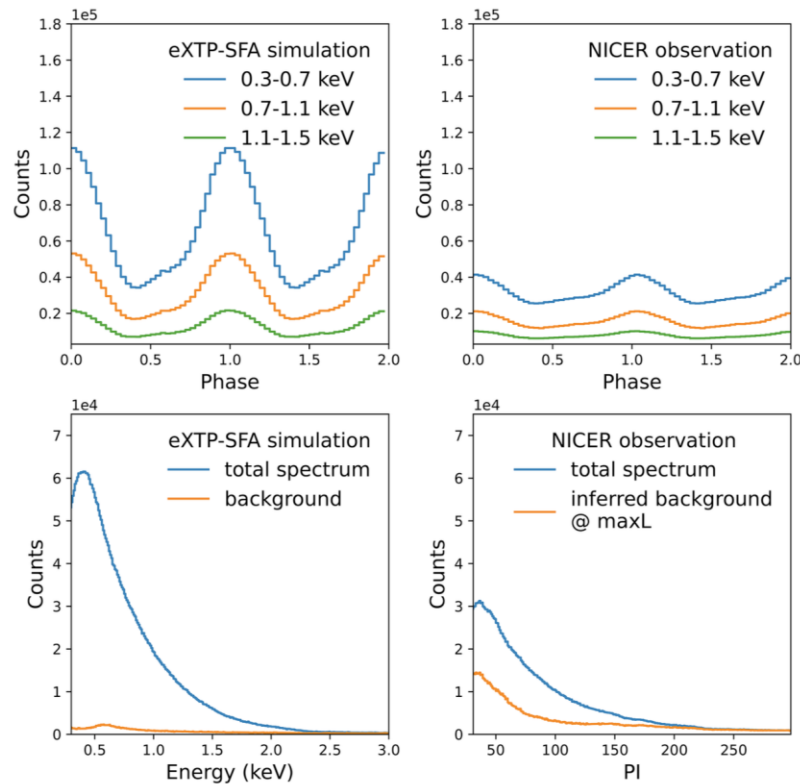 1e5
eXTP-SFA simulation
0.3-0.7 keV
0.7-1.1 keV
1.1-1.5 keV
1.8
1.6
1.4
1.2
1.0
0.8
0.6
0.4
0.2
Counts
0.0 0.5 1.0 1.5 2.0
Phase
1e5
NICER observation
0.3-0.7 keV
0.7-1.1 keV
1.1-1.5 keV
1.8
1.6
1.4
1.2
1.0
0.8
0.6
0.4
0.2
Counts
0.0 0.5 1.0 1.5 2.0
Phase
1e4
eXTP-SFA simulation
total spectrum
background
7
6
5
4
3
2
1
0
Counts
0.5 1.0 1.5 2.0 2.5 3.0
Energy (keV)
1e4
NICER observation
total spectrum
inferred background
@ maxL
7
6
5
4
3
2
1
0
Counts
50 100 150 200 250
PI